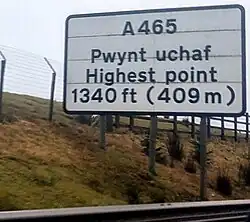 A465
Pwynt uchaf
Highest point
1340 ft (409 m)